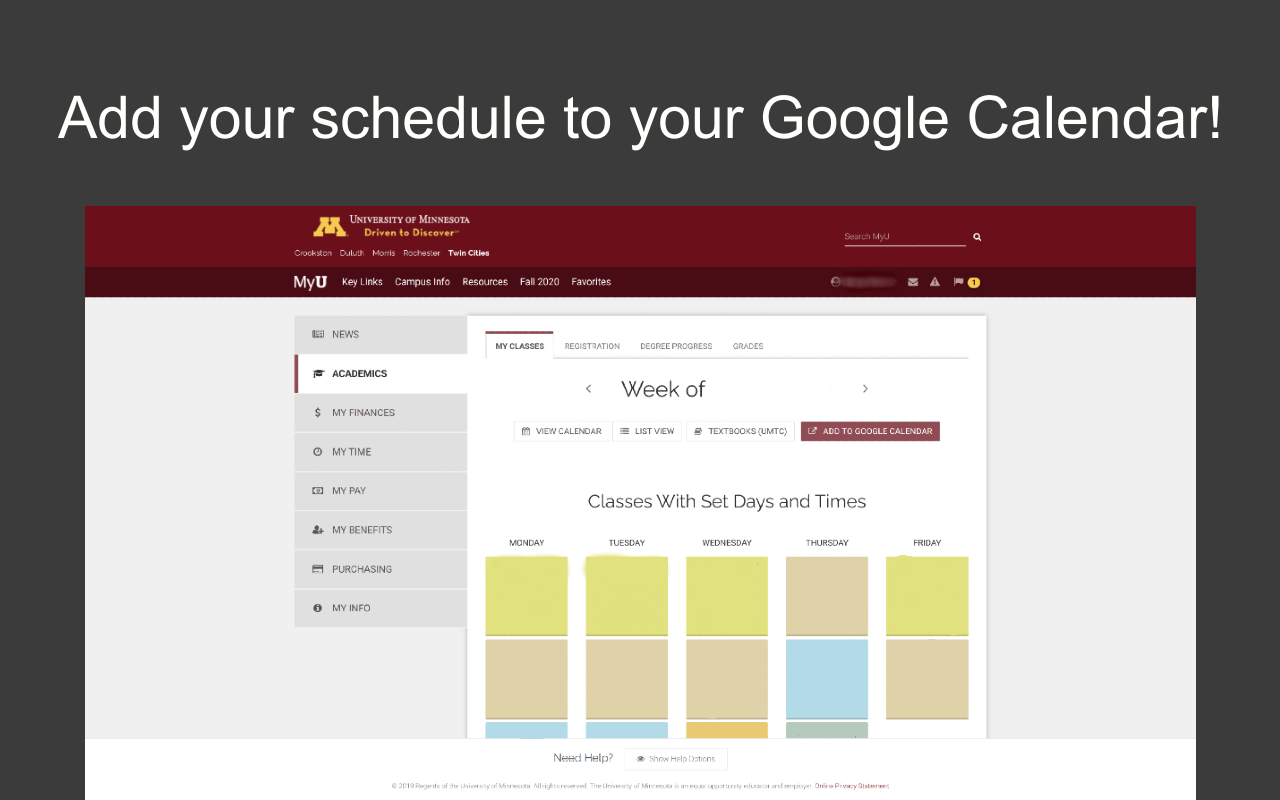 Add your schedule to your Google Calendar!
UNIVERSITY OF MINNESOTA
Driven to Discover℠
Crookston Duluth Morris Rochester Twin Cities
Search MyU
MyU Key Links Campus Info Resources Fall 2020 Favorites
1
NEWS
ACADEMICS
MY FINANCES
MY TIME
MY PAY
MY BENEFITS
PURCHASING
MY INFO
MY CLASSES REGISTRATION DEGREE PROGRESS GRADES
Week of
VIEW CALENDAR LIST VIEW TEXTBOOKS (UMTC) ADD TO GOOGLE CALENDAR
Classes With Set Days and Times
MONDAY TUESDAY WEDNESDAY THURSDAY FRIDAY
Need Help? Show Help Options
© 2019 Regents of the University of Minnesota. All rights reserved. The University of Minnesota is an equal opportunity educator and employer. Online Privacy Statement